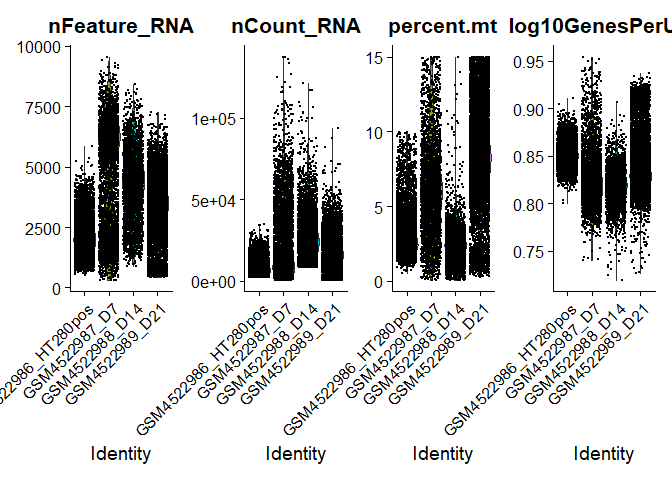 nFeature_RNA
10000
7500
5000
2500
0
4522986_HT280pos
GSM4522987_D7
GSM4522988_D14
GSM4522989_D21
Identity
nCount_RNA
1e+05
5e+04
0e+00
GSM4522986_HT280pos
GSM4522987_D7
GSM4522988_D14
GSM4522989_D21
Identity
percent.mt
15
10
5
0
GSM4522986_HT280pos
GSM4522987_D7
GSM4522988_D14
GSM4522989_D21
Identity
log10GenesPerU
0.95
0.90
0.85
0.80
0.75
GSM4522986_HT280pos
GSM4522987_D7
GSM4522988_D14
GSM4522989_D21
Identity